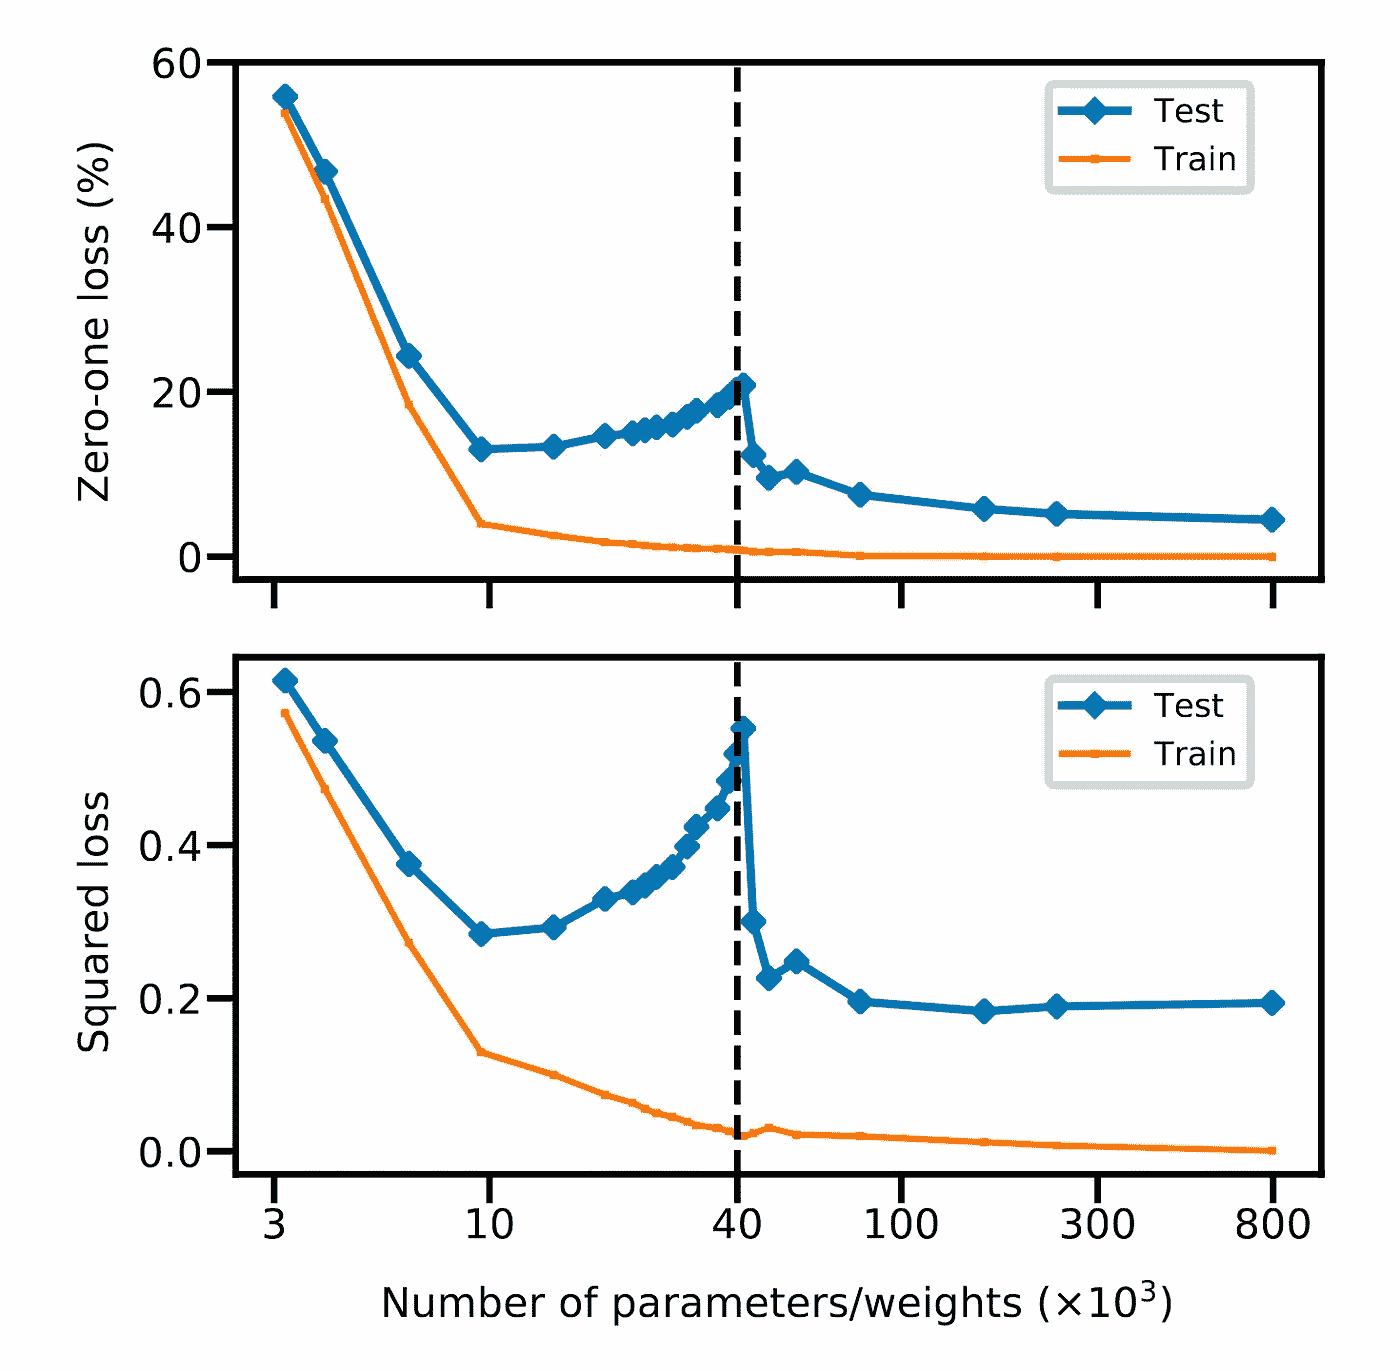 60
40
20
0
Zero-one loss (%)
Test
Train
0.6
0.4
0.2
0.0
Squared loss
Test
Train
3 10 40 100 300 800
Number of parameters/weights (×10³)